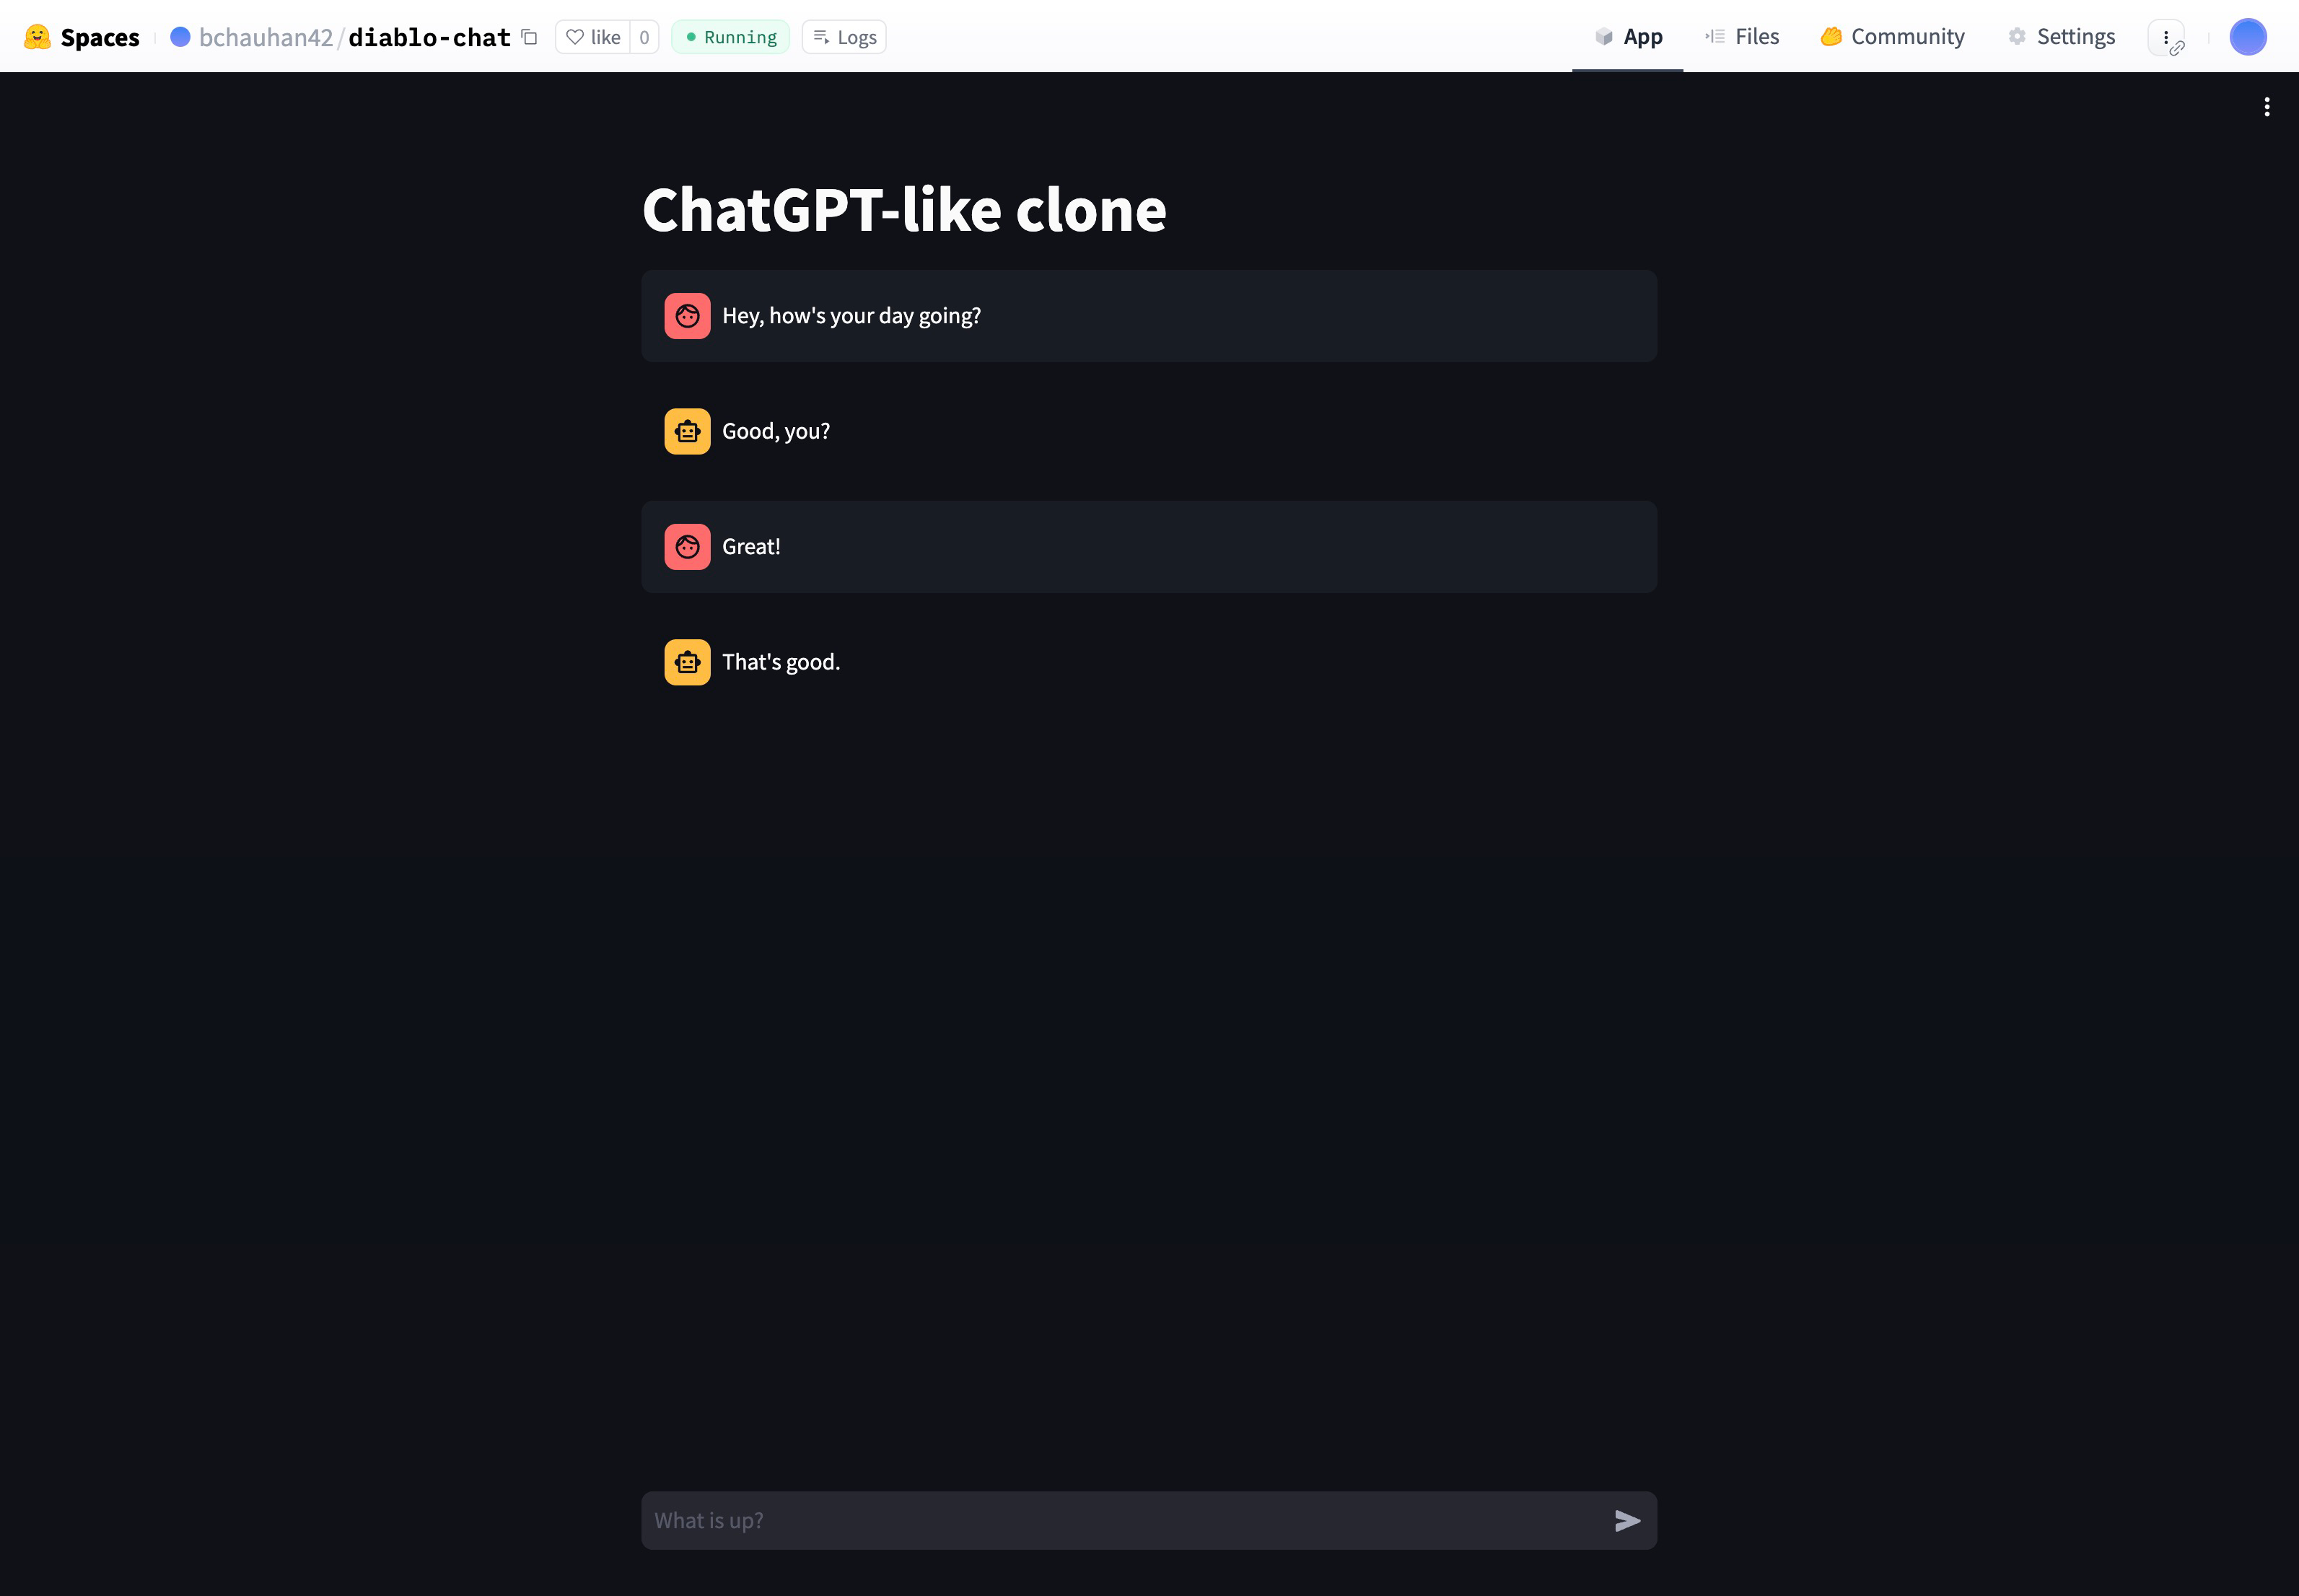 Spaces bchauhan42/diablo-chat like 0 Running Logs App Files Community Settings
ChatGPT-like clone
Hey, how's your day going?
Good, you?
Great!
That's good.
What is up?